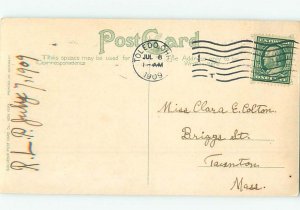 Post Card
This space may be used for
Correspondence
TOLEDO, O.
JUL 6
AM
1909
T
R. L. P. July 7, 1909
Miss Clara E. Colton,
Briggs St.
Taunton,
Mass.